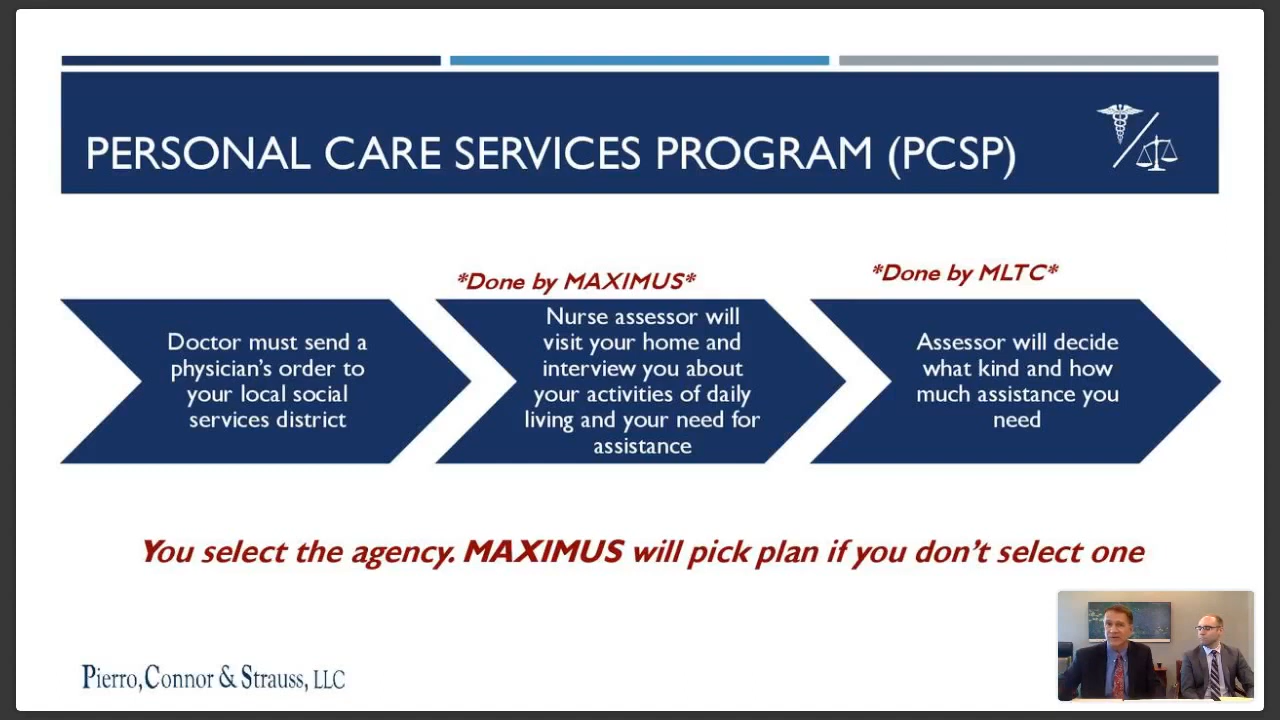 PERSONAL CARE SERVICES PROGRAM (PCSP)
*Done by MAXIMUS*
*Done by MLTC*
Doctor must send a
physician's order to
your local social
services district
Nurse assessor will
visit your home and
interview you about
your activities of daily
living and your need for
assistance
Assessor will decide
what kind and how
much assistance you
need
You select the agency. MAXIMUS will pick plan if you don't select one
Pierro, Connor & Strauss, LLC